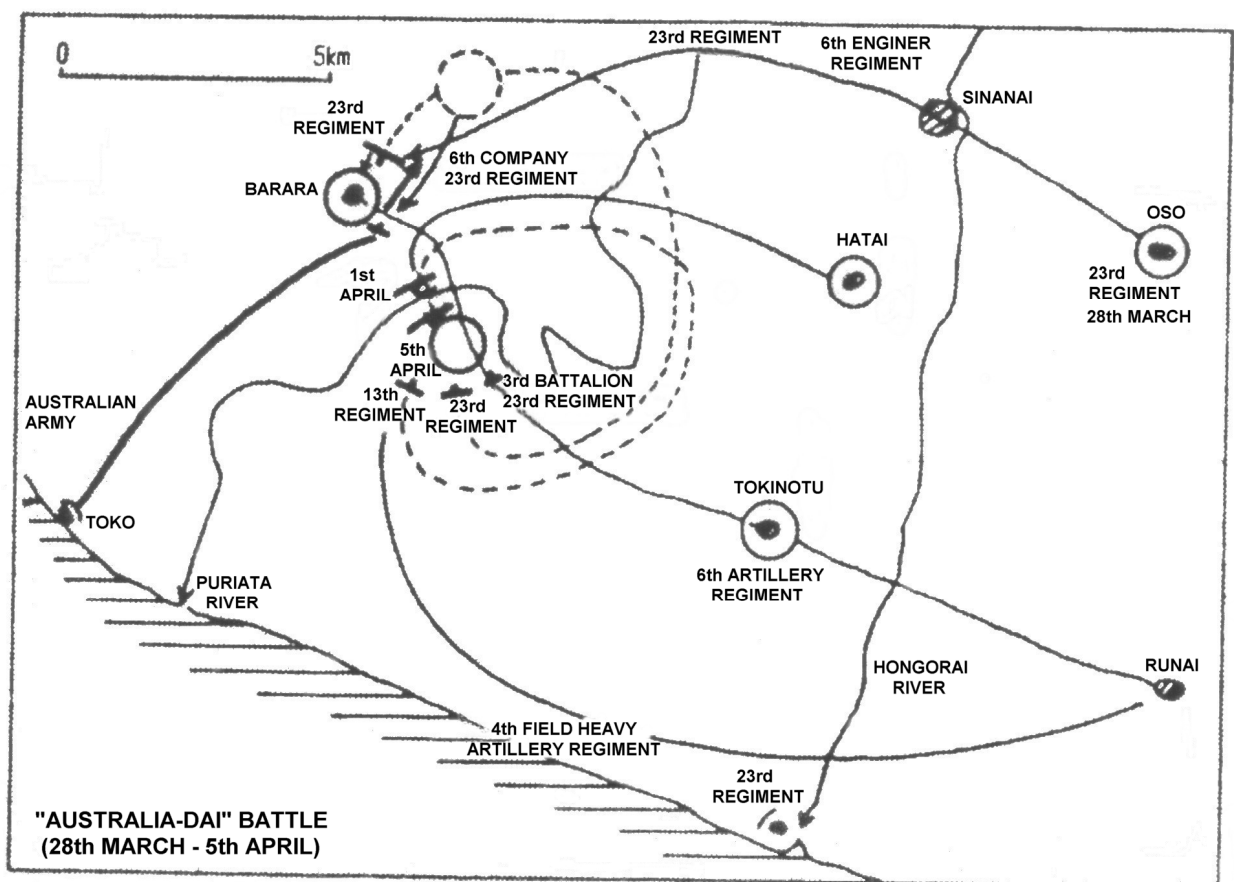 0 5km
23rd REGIMENT
6th ENGINER
REGIMENT
SINANAI
23rd
REGIMENT
6th COMPANY
23rd REGIMENT
BARARA
OSO
HATAI
23rd
REGIMENT
28th MARCH
1st
APRIL
5th
APRIL
3rd BATTALION
23rd REGIMENT
13th
REGIMENT
23rd
REGIMENT
AUSTRALIAN
ARMY
TOKINOTU
TOKO
6th ARTILLERY
REGIMENT
PURIATA
RIVER
HONGORAI
RIVER
RUNAI
4th FIELD HEAVY
ARTILLERY REGIMENT
23rd
REGIMENT
"AUSTRALIA-DAI" BATTLE
(28th MARCH - 5th APRIL)